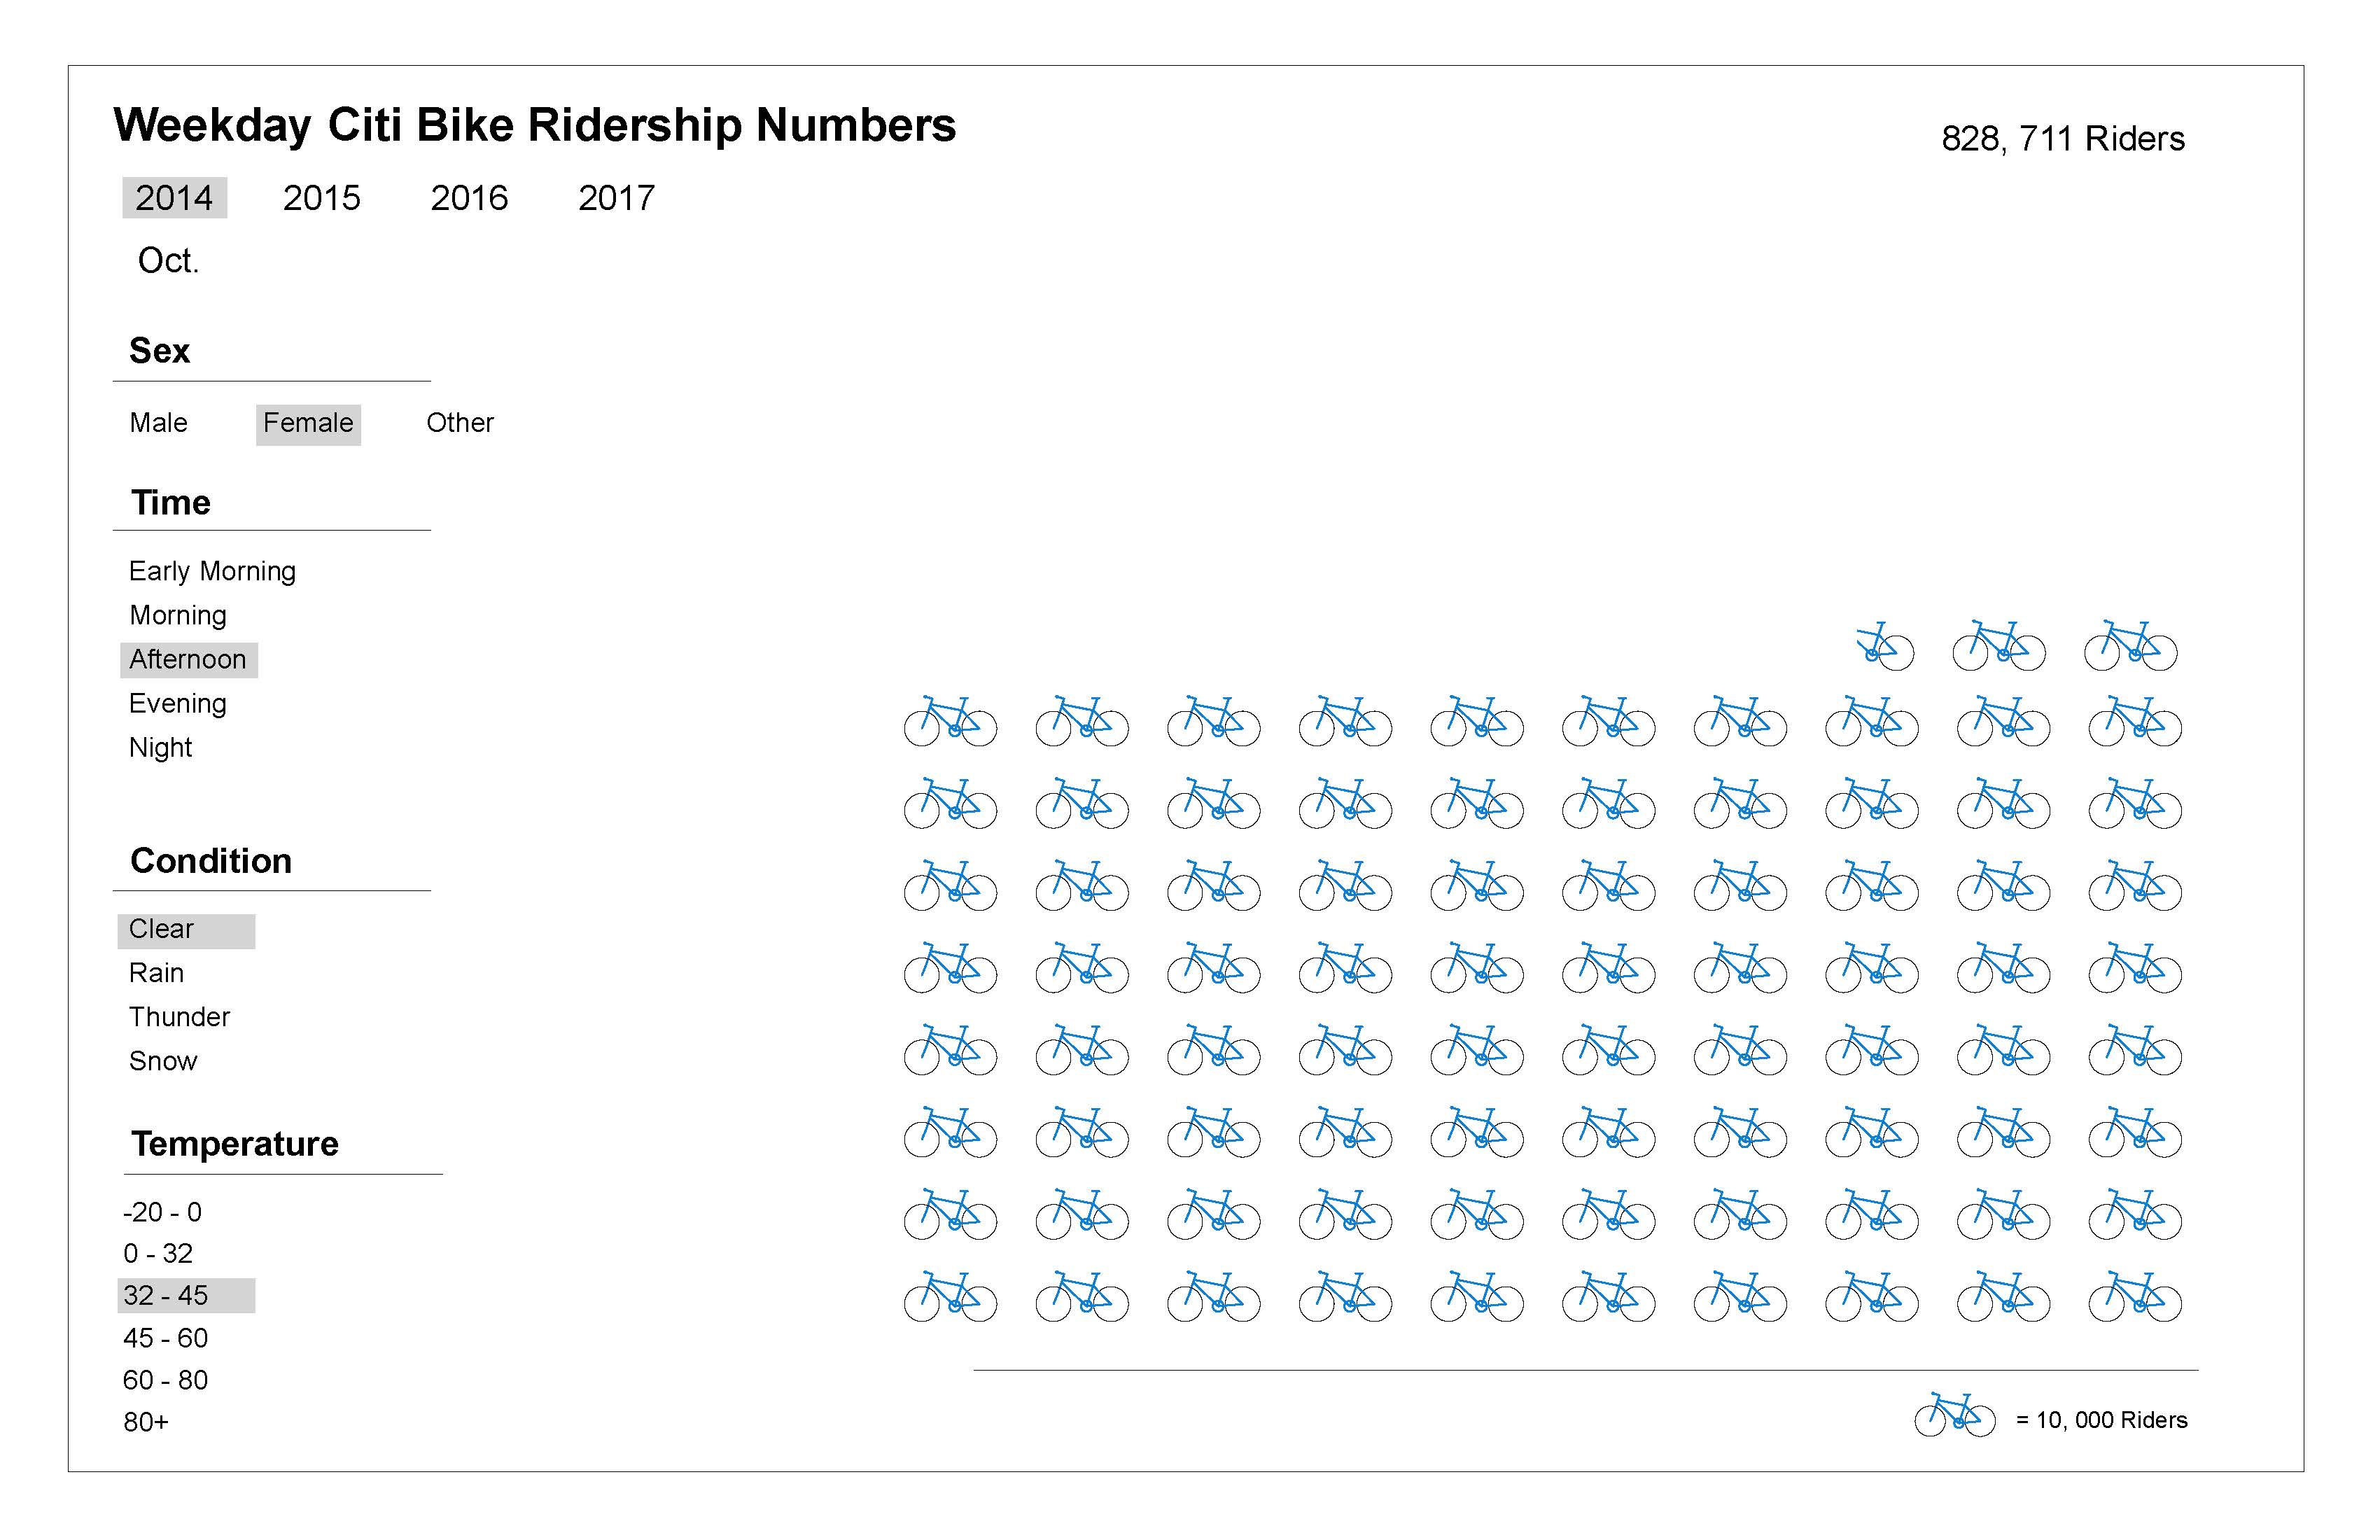 Weekday Citi Bike Ridership Numbers
828, 711 Riders
2014 2015 2016 2017
Oct.
Sex
Male Female Other
Time
Early Morning
Morning
Afternoon
Evening
Night
Condition
Clear
Rain
Thunder
Snow
Temperature
-20 - 0
0 - 32
32 - 45
45 - 60
60 - 80
80+
= 10, 000 Riders